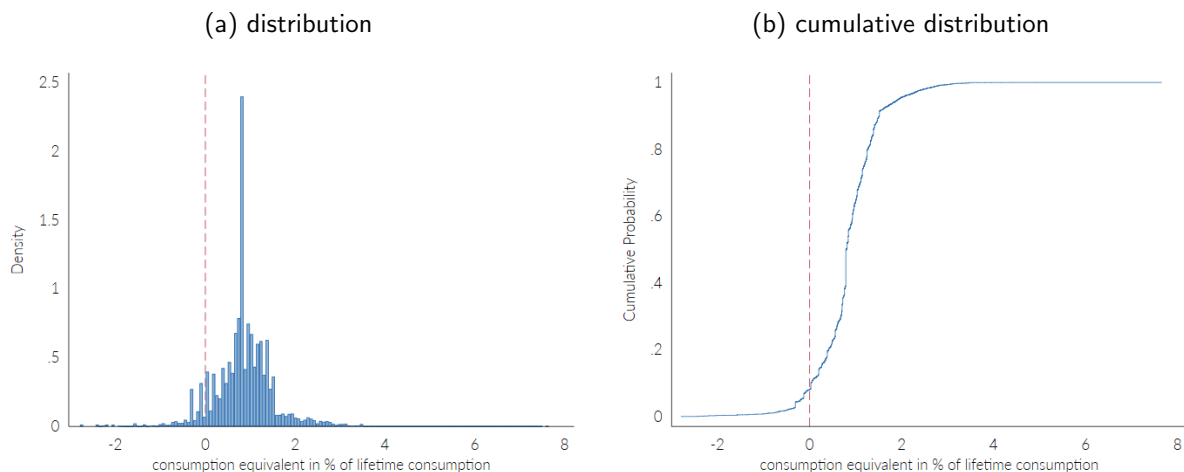 (a) distribution
2.5
2
1.5
1
.5
0
Density
-2 0 2 4 6 8
consumption equivalent in % of lifetime consumption
(b) cumulative distribution
1
.8
.6
.4
.2
0
Cumulative Probability
-2 0 2 4 6 8
consumption equivalent in % of lifetime consumption